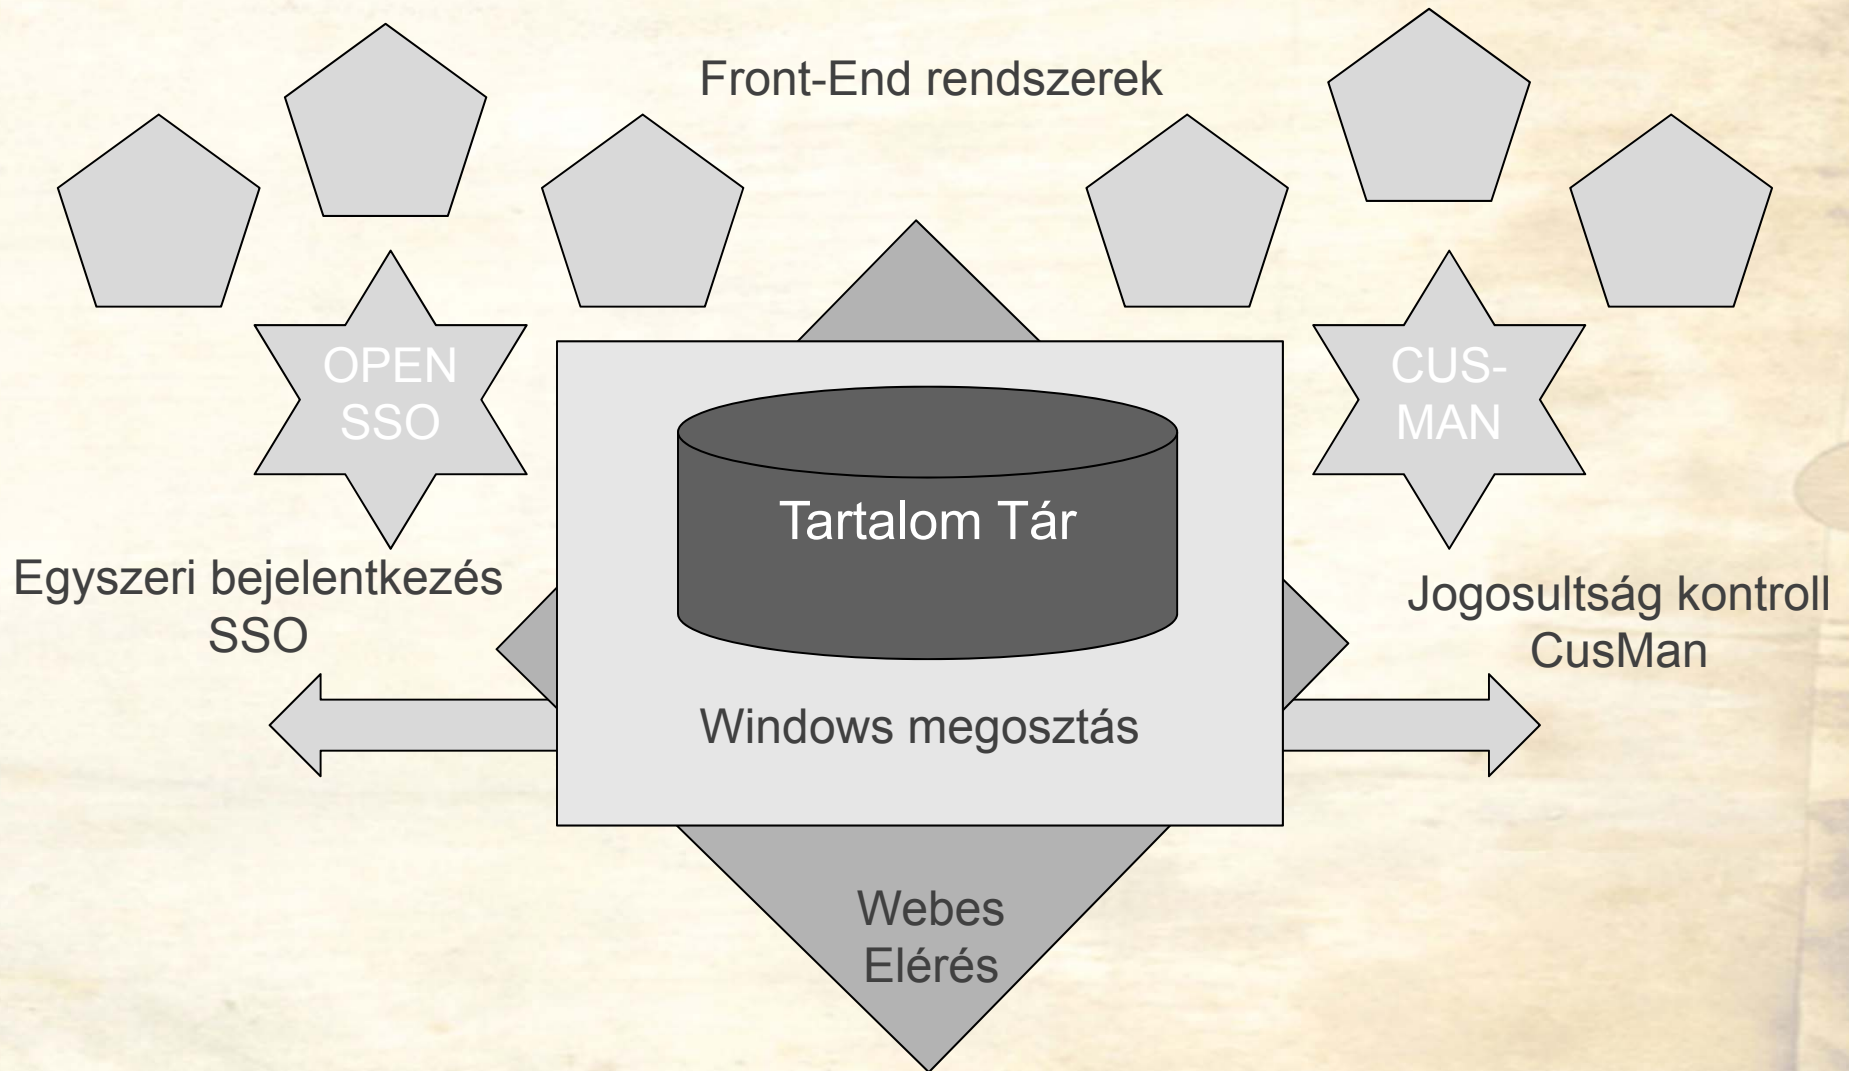 Front-End rendszerek
OPEN
SSO
CUS-
MAN
Tartalom Tár
Egyszeri bejelentkezés
SSO
Jogosultság kontroll
CusMan
Windows megosztás
Webes
Elérés